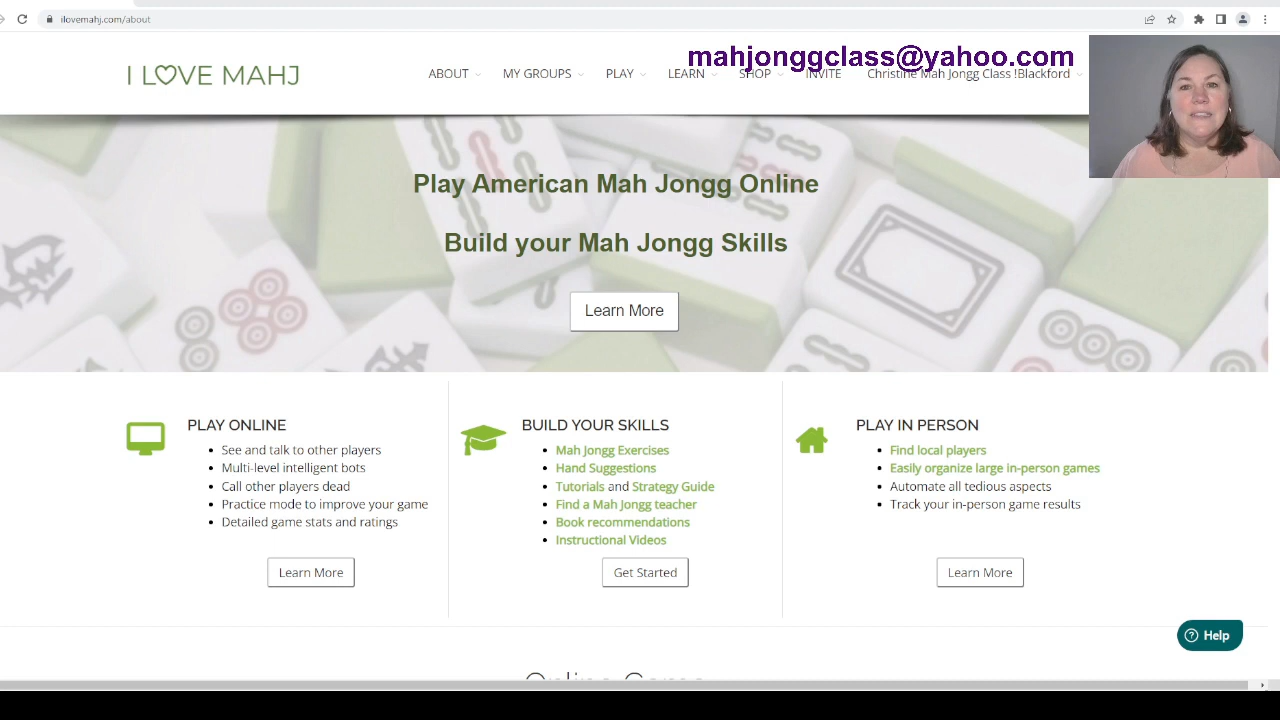 ilovemahj.com/about
mahjonggclass@yahoo.com
I LOVE MAHJ
ABOUT MY GROUPS PLAY LEARN SHOP INVITE Christine Mah Jongg Class !Blackford
Play American Mah Jongg Online
Build your Mah Jongg Skills
Learn More
PLAY ONLINE
See and talk to other players
Multi-level intelligent bots
Call other players dead
Practice mode to improve your game
Detailed game stats and ratings
Learn More
BUILD YOUR SKILLS
Mah Jongg Exercises
Hand Suggestions
Tutorials and Strategy Guide
Find a Mah Jongg teacher
Book recommendations
Instructional Videos
Get Started
PLAY IN PERSON
Find local players
Easily organize large in-person games
Automate all tedious aspects
Track your in-person game results
Learn More
Help
Online Game